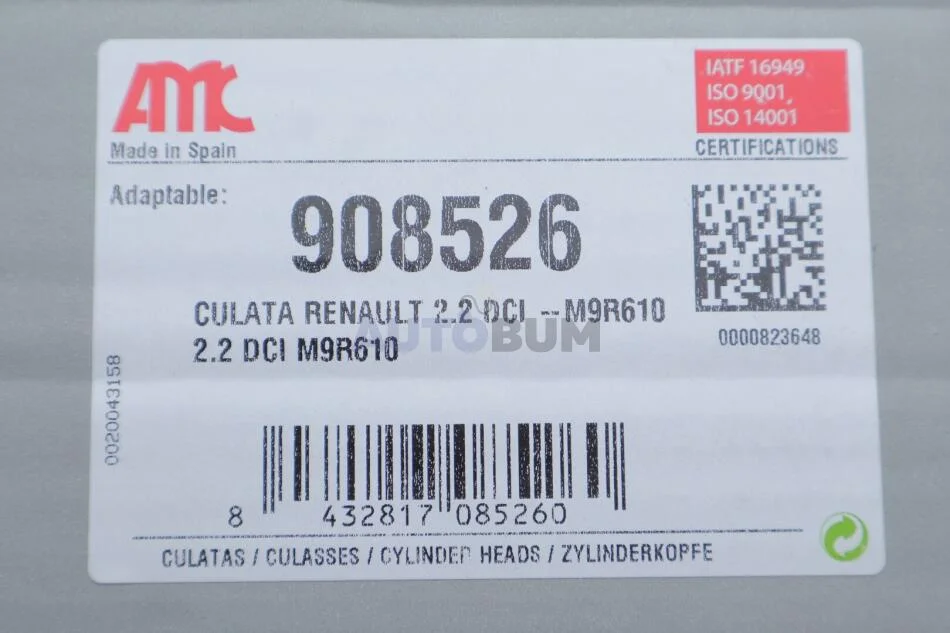 AMC
Made in Spain
IATF 16949,
ISO 9001,
ISO 14001
CERTIFICATIONS
Adaptable:
908526
CULATA RENAULT 2.2 DCI --M9R610
2.2 DCI M9R610
AUTOBUM
0000823648
0020043158
8 432817 085260
CULATAS / CULASSES / CYLINDER HEADS / ZYLINDERKOPFE